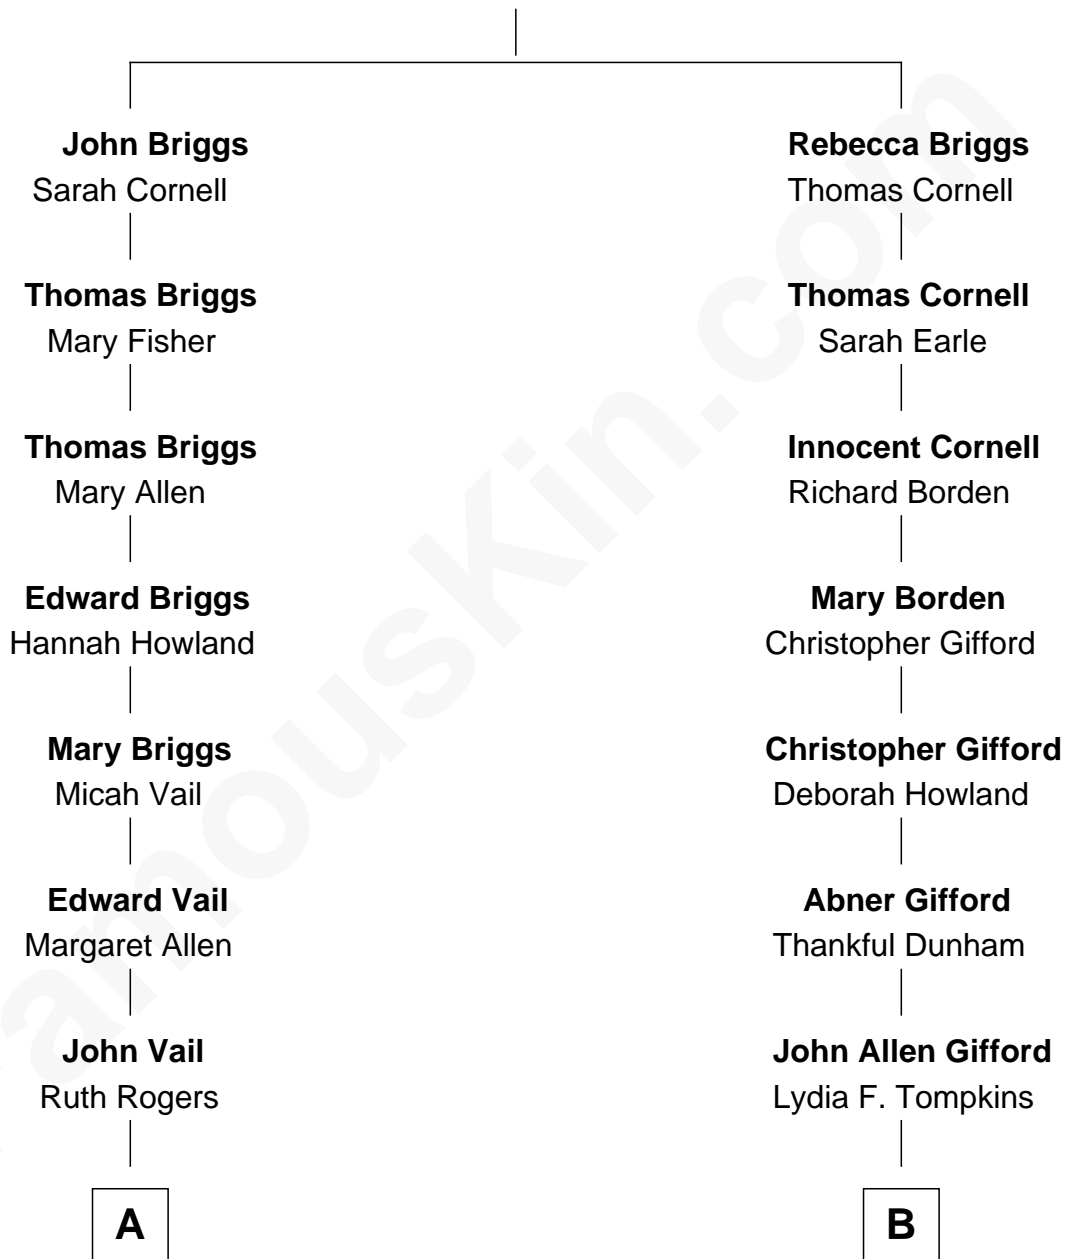 John Briggs
Sarah Cornell
Rebecca Briggs
Thomas Cornell
Thomas Briggs
Mary Fisher
Thomas Cornell
Sarah Earle
Thomas Briggs
Mary Allen
Innocent Cornell
Richard Borden
Edward Briggs
Hannah Howland
Mary Borden
Christopher Gifford
Mary Briggs
Micah Vail
Christopher Gifford
Deborah Howland
Edward Vail
Margaret Allen
Abner Gifford
Thankful Dunham
John Vail
Ruth Rogers
John Allen Gifford
Lydia F. Tompkins
A
B
amouskin.com